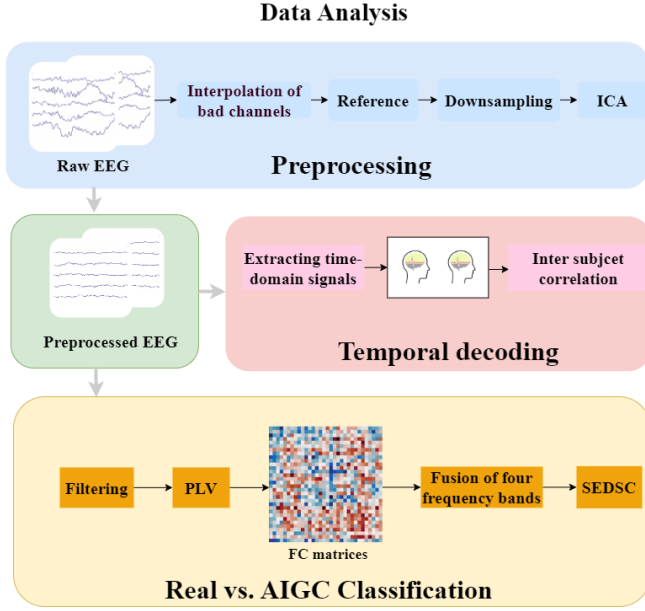 Data Analysis
Interpolation of
bad channels
Reference
Downsampling
ICA
Raw EEG
Preprocessing
Preprocessed EEG
Extracting time-
domain signals
Inter subjcet
correlation
Temporal decoding
Filtering
PLV
FC matrices
Fusion of four
frequency bands
SEDSC
Real vs. AIGC Classification